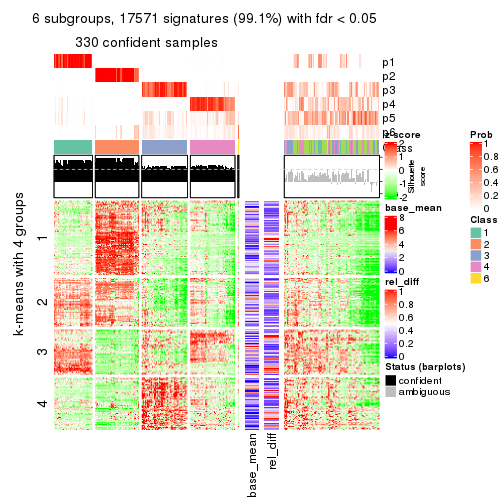 6 subgroups, 17571 signatures (99.1%) with fdr < 0.05
330 confident samples
p1
p2
p3
p4
p5
p6
Class
z-score
2
1
0
-1
-2
Silhouette
score
k-means with 4 groups
1
2
3
4
base_mean
8
6
4
2
0
rel_diff
1
0.8
0.6
0.4
0.2
0
Status (barplots)
confident
ambiguous
Prob
1
0.8
0.6
0.4
0.2
0
Class
1
2
3
4
6
base_mean
rel_diff